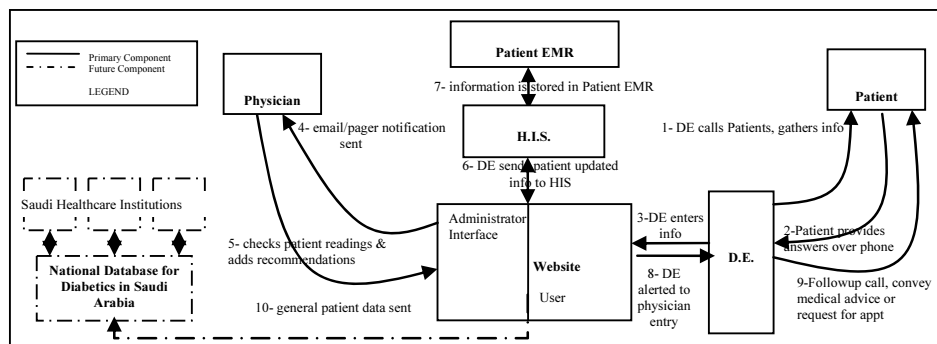 Primary Component
Future Component
LEGEND
Physician
Patient EMR
7- information is stored in Patient EMR
H.I.S.
Patient
4- email/pager notification
sent
1- DE calls Patients, gathers info
6- DE sends patient updated
info to HIS
Saudi Healthcare Institutions
National Database for
Diabetics in Saudi
Arabia
5- checks patient readings &
adds recommendations
10- general patient data sent
Administrator
Interface
Website
User
3-DE enters
info
8- DE
alerted to
physician
entry
D.E.
2-Patient provides
answers over phone
9-Followup call, convey
medical advice or
request for appt